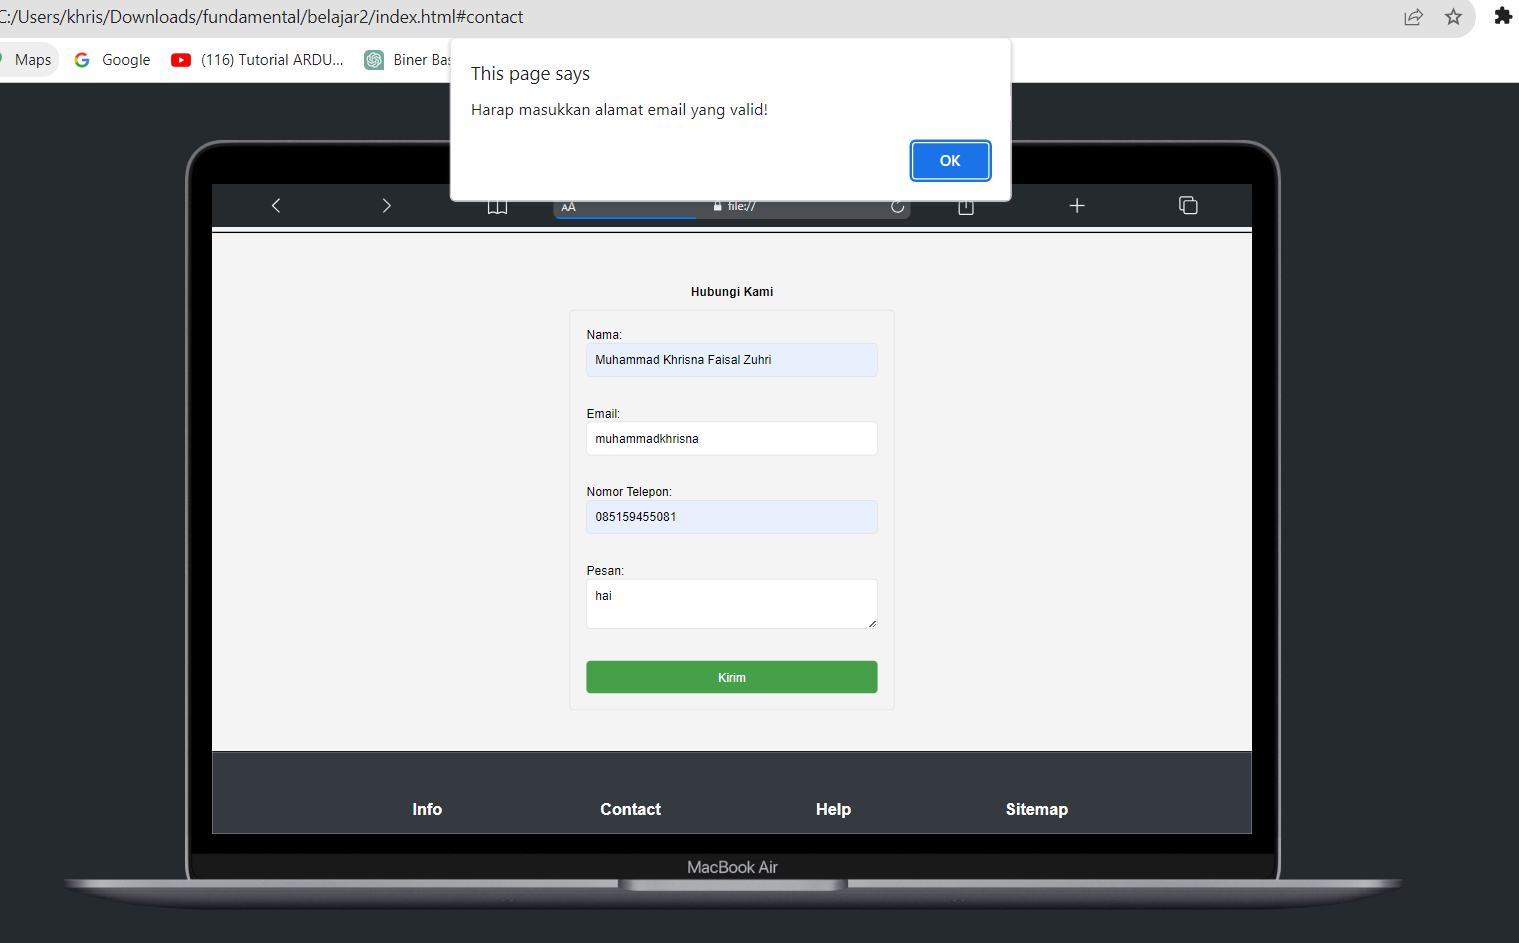 C:/Users/khris/Downloads/fundamental/belajar2/index.html#contact
Maps Google (116) Tutorial ARDU... Biner Bas
This page says
Harap masukkan alamat email yang valid!
OK
AA file://
Hubungi Kami
Nama:
Muhammad Khrisna Faisal Zuhri
Email:
muhammadkhrisna
Nomor Telepon:
085159455081
Pesan:
hai
Kirim
Info Contact Help Sitemap
MacBook Air